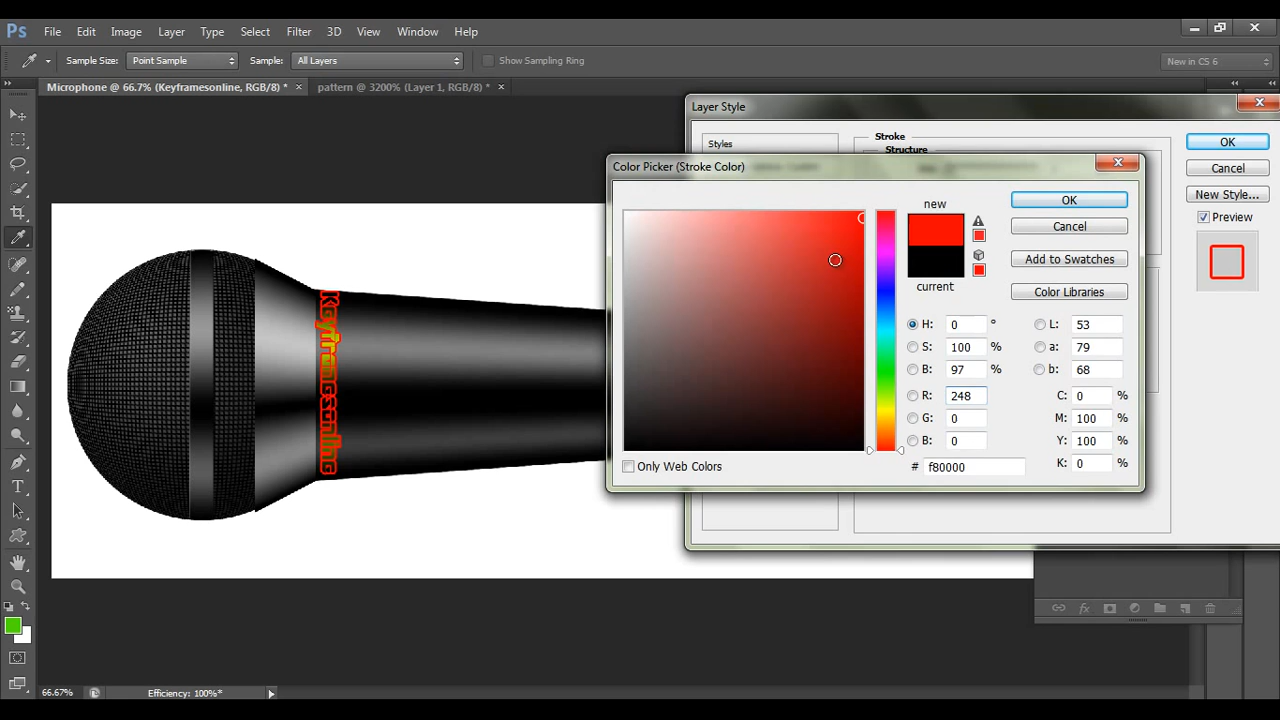 Ps File Edit Image Layer Type Select Filter 3D View Window Help
Sample Size: Point Sample Sample: All Layers Show Sampling Ring New in CS 6
Microphone @ 66.7% (Keyframesonline, RGB/8) * × pattern @ 3200% (Layer 1, RGB/8) * ×
Layer Style
Styles
Stroke
Structure
OK
Cancel
New Style...
Preview
Color Picker (Stroke Color)
new
current
OK
Cancel
Add to Swatches
Color Libraries
H: 0 °
S: 100 %
B: 97 %
R: 248
G: 0
B: 0
# f80000
L: 53
a: 79
b: 68
C: 0 %
M: 100 %
Y: 100 %
K: 0 %
Only Web Colors
Keyframesonline
T
fx
66.67% Efficiency: 100%*